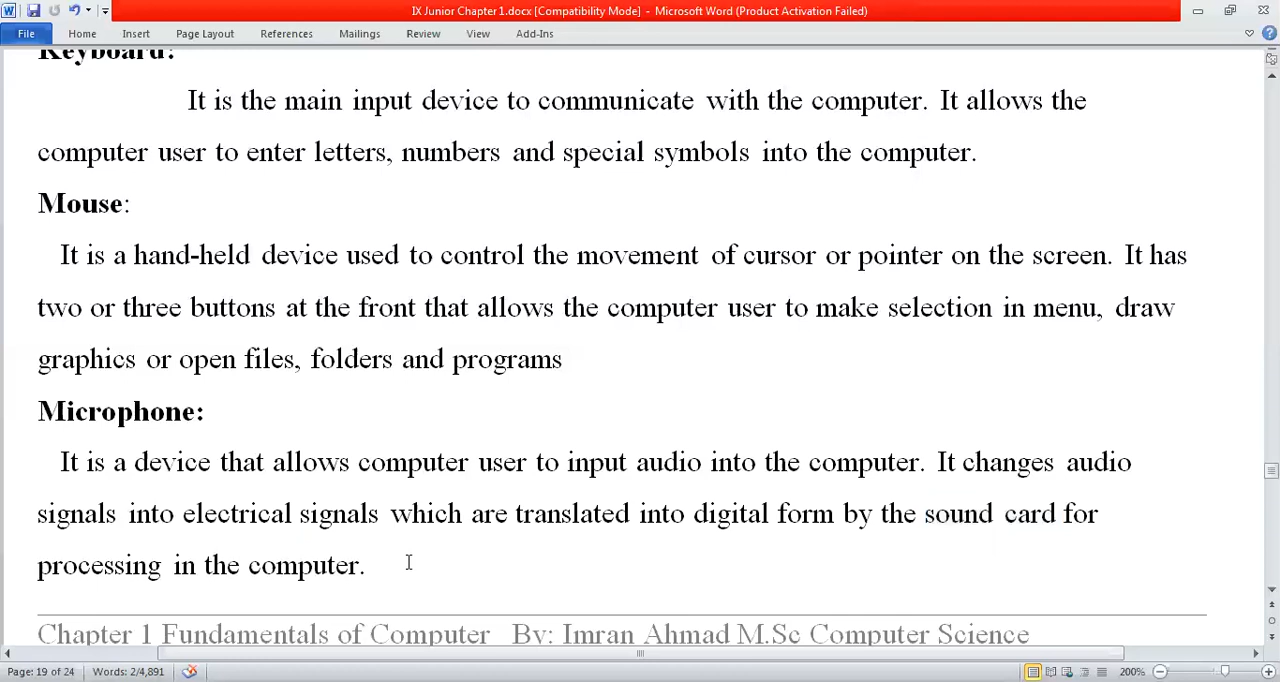 IX Junior Chapter 1.docx [Compatibility Mode] - Microsoft Word (Product Activation Failed)
File Home Insert Page Layout References Mailings Review View Add-Ins
Keyboard:
It is the main input device to communicate with the computer. It allows the
computer user to enter letters, numbers and special symbols into the computer.
Mouse:
It is a hand-held device used to control the movement of cursor or pointer on the screen. It has
two or three buttons at the front that allows the computer user to make selection in menu, draw
graphics or open files, folders and programs
Microphone:
It is a device that allows computer user to input audio into the computer. It changes audio
signals into electrical signals which are translated into digital form by the sound card for
processing in the computer.
Chapter 1 Fundamentals of Computer By: Imran Ahmad M.Sc Computer Science
Page: 19 of 24 Words: 2/4,891 200%